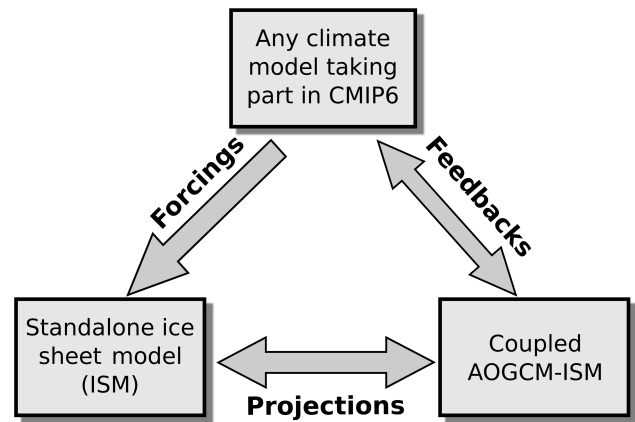 Any climate
model taking
part in CMIP6
Forcings
Feedbacks
Standalone ice
sheet model
(ISM)
Coupled
AOGCM-ISM
Projections